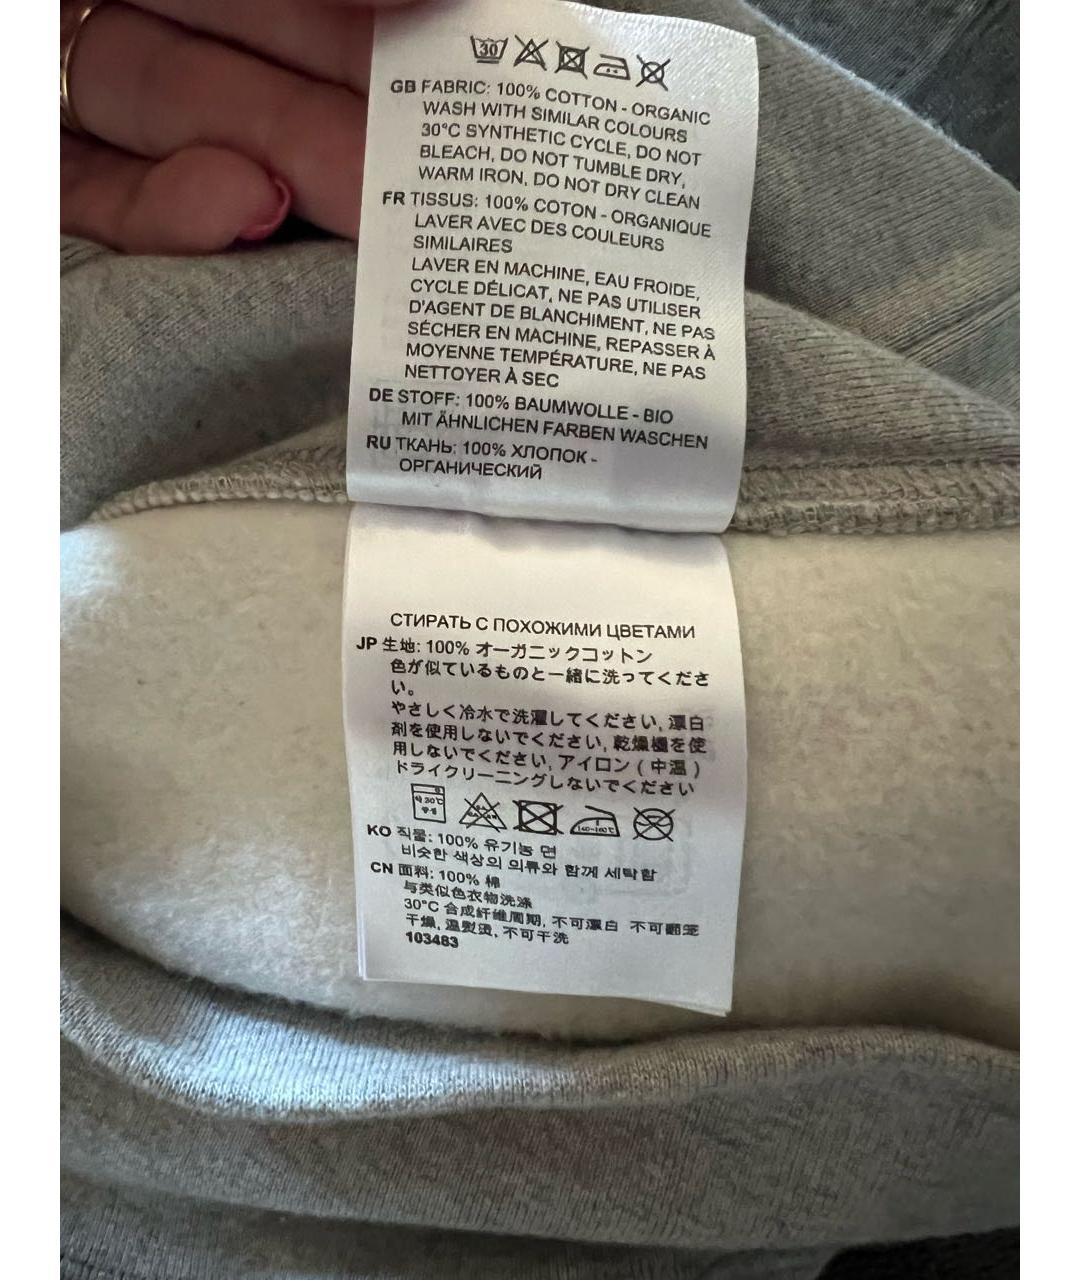 30
GB FABRIC: 100% COTTON - ORGANIC
WASH WITH SIMILAR COLOURS
30°C SYNTHETIC CYCLE, DO NOT
BLEACH, DO NOT TUMBLE DRY,
WARM IRON, DO NOT DRY CLEAN
FR TISSUS: 100% COTON - ORGANIQUE
LAVER AVEC DES COULEURS
SIMILAIRES
LAVER EN MACHINE, EAU FROIDE,
CYCLE DÉLICAT, NE PAS UTILISER
D'AGENT DE BLANCHIMENT, NE PAS
SÉCHER EN MACHINE, REPASSER À
MOYENNE TEMPÉRATURE, NE PAS
NETTOYER À SEC
DE STOFF: 100% BAUMWOLLE - BIO
MIT ÄHNLICHEN FARBEN WASCHEN
RU ТКАНЬ: 100% ХЛОПОК -
ОРГАНИЧЕСКИЙ
СТИРАТЬ С ПОХОЖИМИ ЦВЕТАМИ
JP 生地: 100% オーガニックコットン
色が似ているものと一緒に洗ってくださ
い。
やさしく冷水で洗濯してください, 漂白
剤を使用しないでください, 乾燥機を使
用しないでください, アイロン ( 中温 )
ドライクリーニングしないでください
30℃
140-160℃
KO 직물: 100% 유기농 면
비슷한 색상의 의류와 함께 세탁함
CN 面料: 100% 棉
与类似色衣物洗涤
30°C 合成纤维周期, 不可漂白 不可翻笼
干燥, 温熨烫, 不可干洗
103483